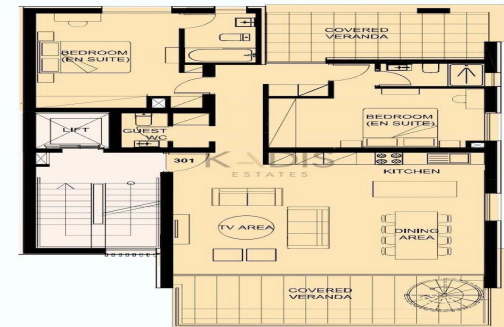 COVERED
VERANDA
BEDROOM
(EN SUITE)
BEDROOM
(EN SUITE)
LIFT
GUEST
WC
301
KADIS
ESTATES
KITCHEN
TV AREA
DINING
AREA
COVERED
VERANDA